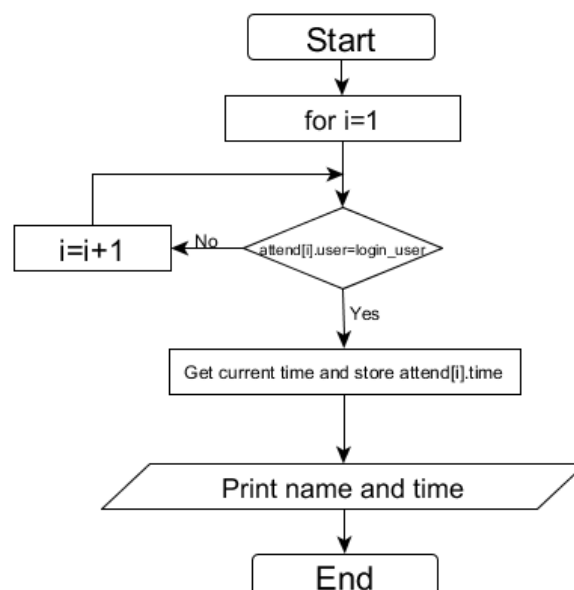 Start
for i=1
attend[i].user=login_user
No
i=i+1
Yes
Get current time and store attend[i].time
Print name and time
End